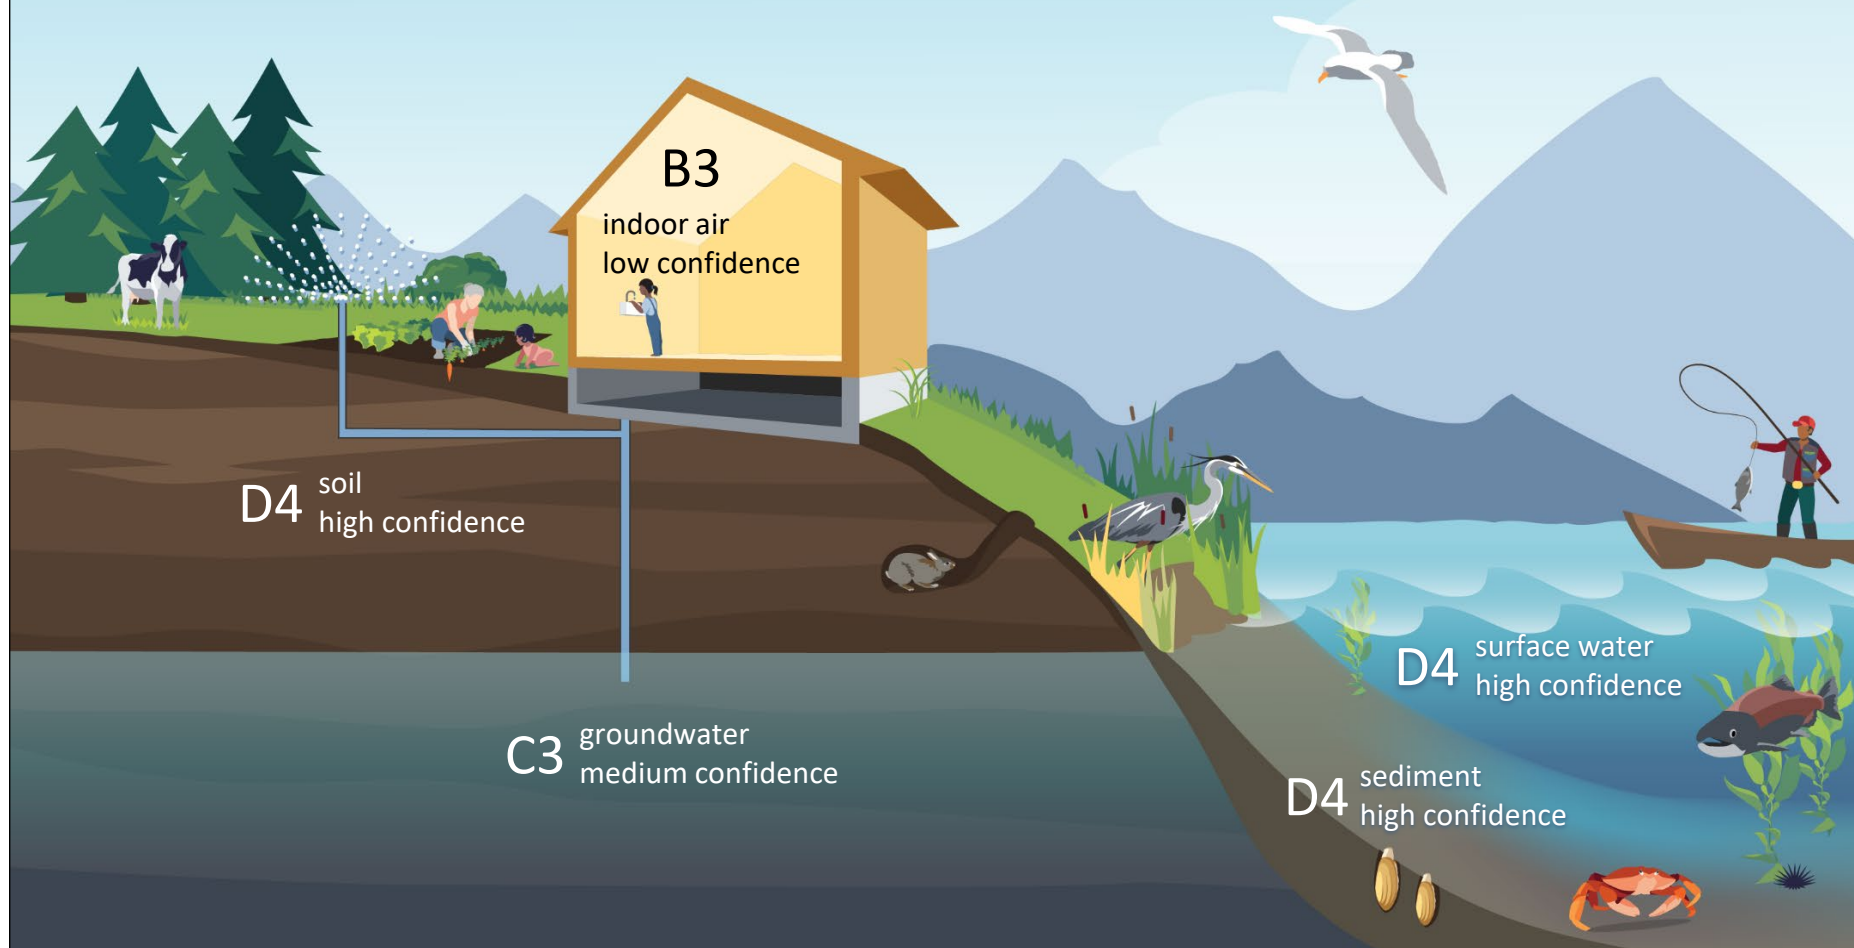 B3
indoor air
low confidence
D4
soil
high confidence
D4
surface water
high confidence
C3
groundwater
medium confidence
D4
sediment
high confidence